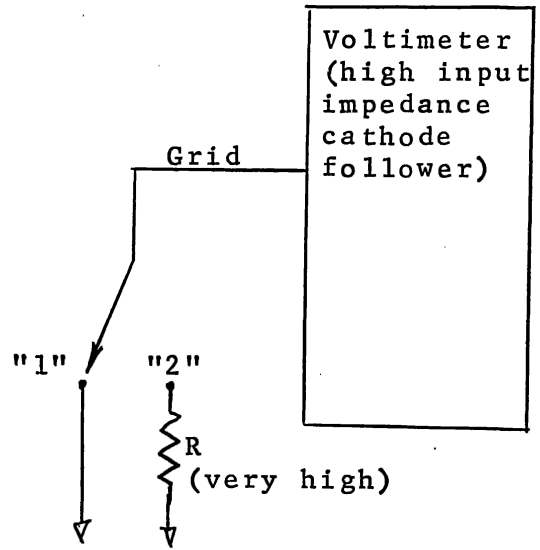 Voltimeter
(high input
impedance
cathode
follower)
Grid
"1"
"2"
R
(very high)